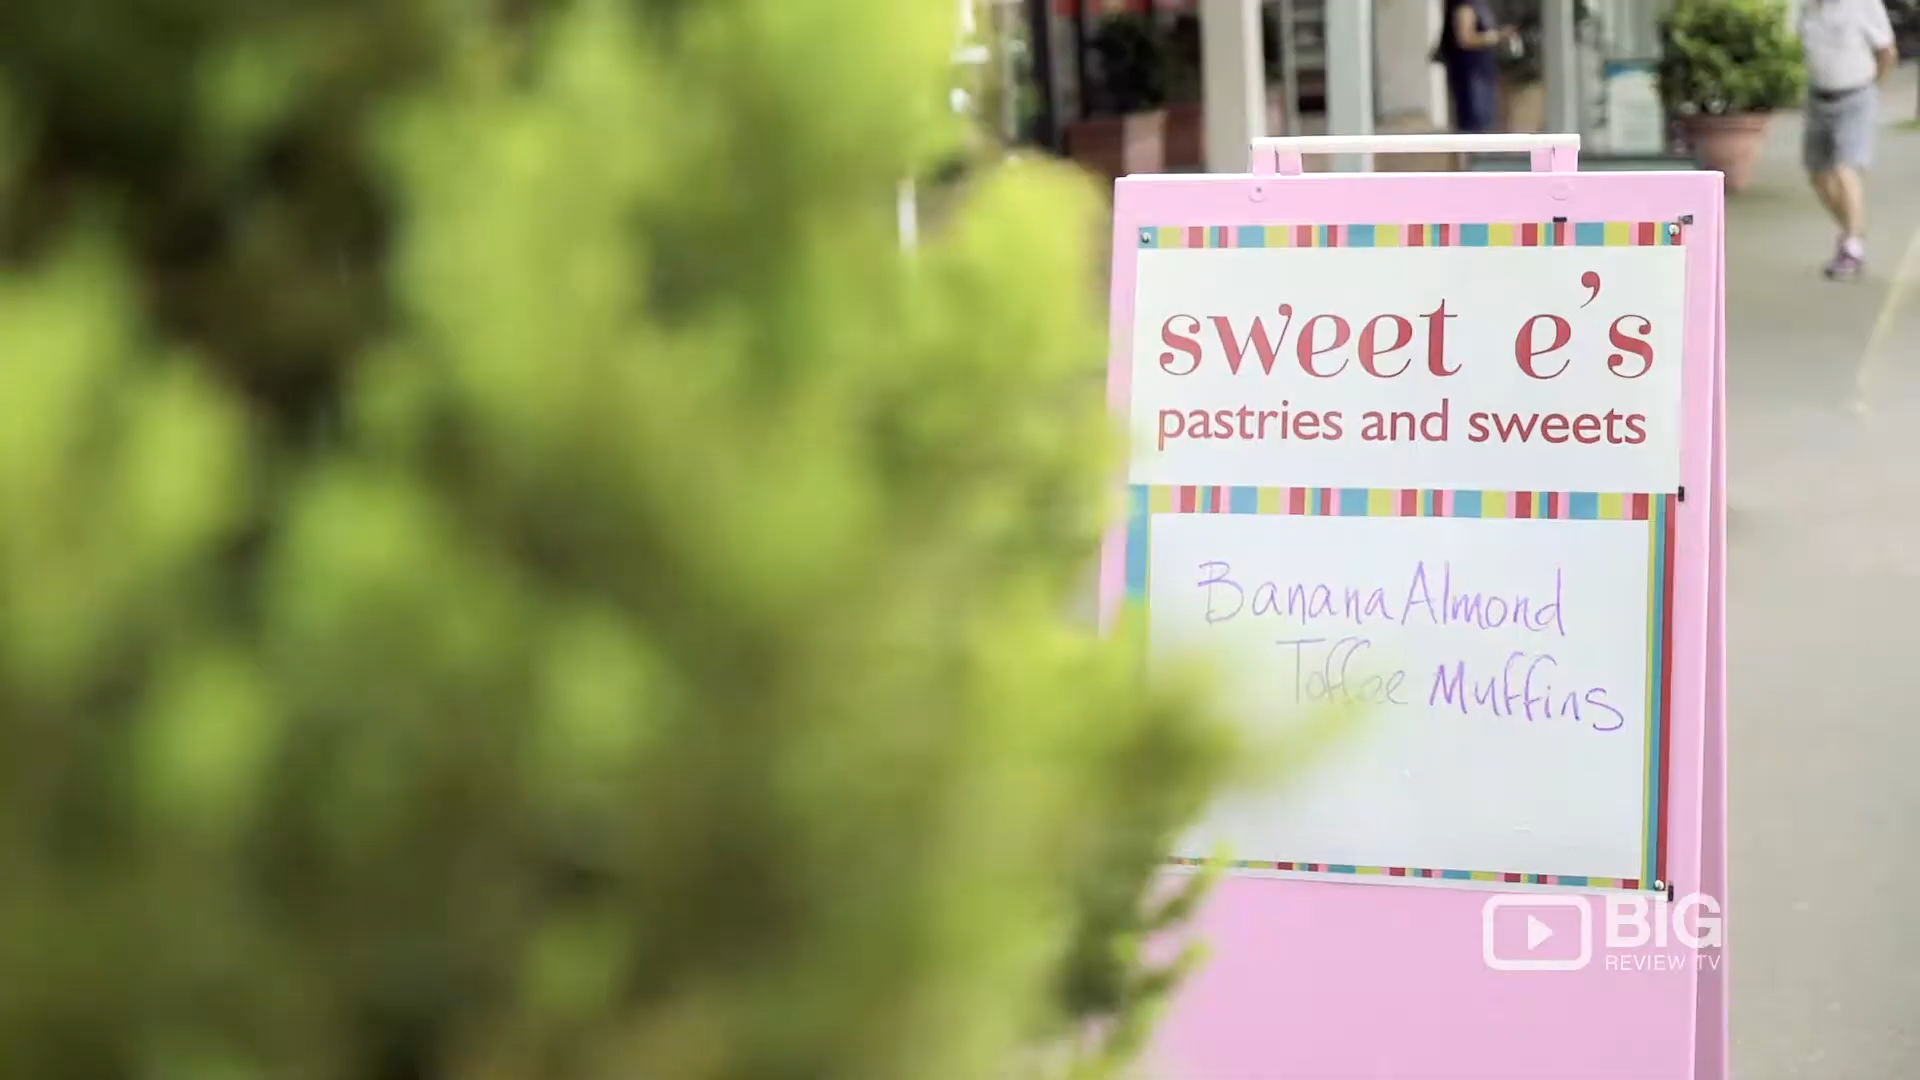 sweet e's
pastries and sweets
Banana Almond
Toffee Muffins
BIG
REVIEW TV